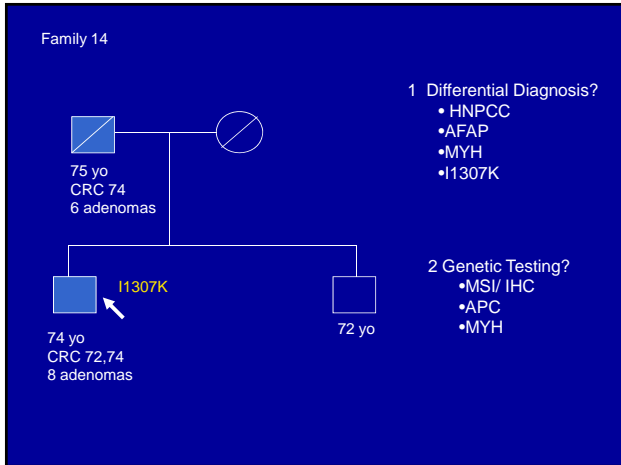 Family 14
1 Differential Diagnosis?
• HNPCC
•AFAP
•MYH
•I1307K
75 yo
CRC 74
6 adenomas
I1307K
74 yo
CRC 72,74
8 adenomas
72 yo
2 Genetic Testing?
•MSI/ IHC
•APC
•MYH